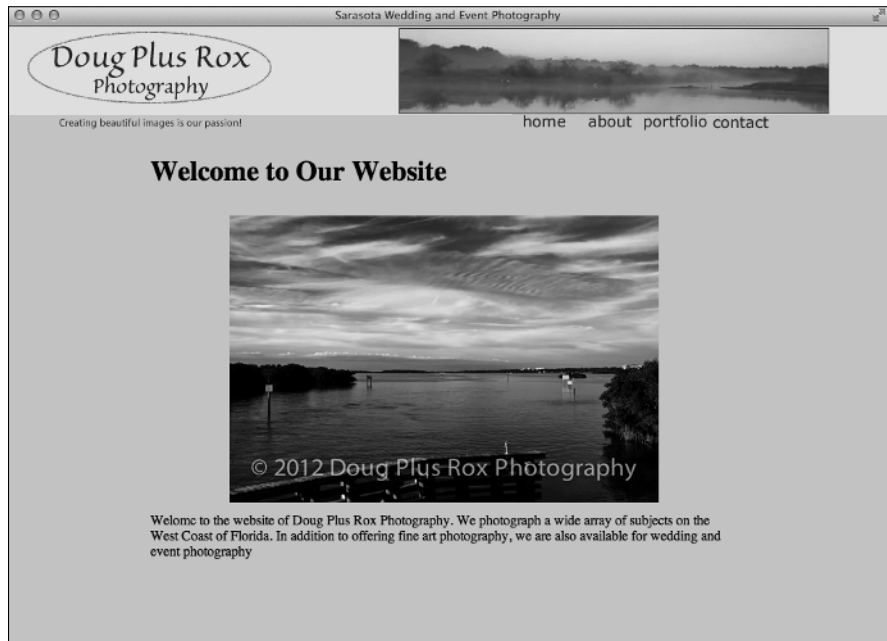 Sarasota Wedding and Event Photography
Doug Plus Rox
Photography
Creating beautiful images is our passion!
home about portfolio contact
Welcome to Our Website
© 2012 Doug Plus Rox Photography
Welomc to the website of Doug Plus Rox Photography. We photograph a wide array of subjects on the
West Coast of Florida. In addition to offering fine art photography, we are also available for wedding and
event photography